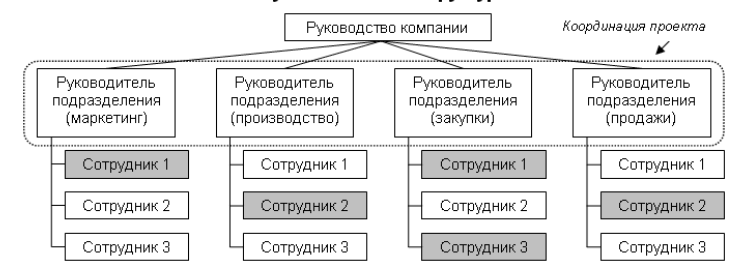 Руководство компании
Координация проекта
Руководитель
подразделения
(маркетинг)
Руководитель
подразделения
(производство)
Руководитель
подразделения
(закупки)
Руководитель
подразделения
(продажи)
Сотрудник 1
Сотрудник 1
Сотрудник 1
Сотрудник 1
Сотрудник 2
Сотрудник 2
Сотрудник 2
Сотрудник 2
Сотрудник 3
Сотрудник 3
Сотрудник 3
Сотрудник 3